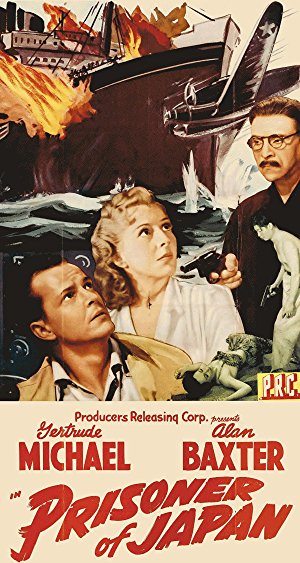 P.R.C.
Producers Releasing Corp. presents
Gertrude Alan
MICHAEL BAXTER
IN PRISONER
of JAPAN